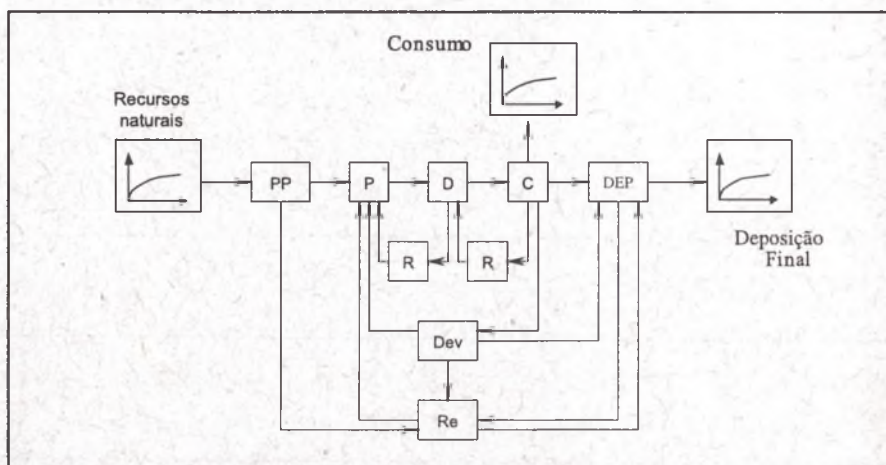 Consumo
Recursos
naturais
PP
P
D
C
DEP
R
R
Deposição
Final
Dev
Re